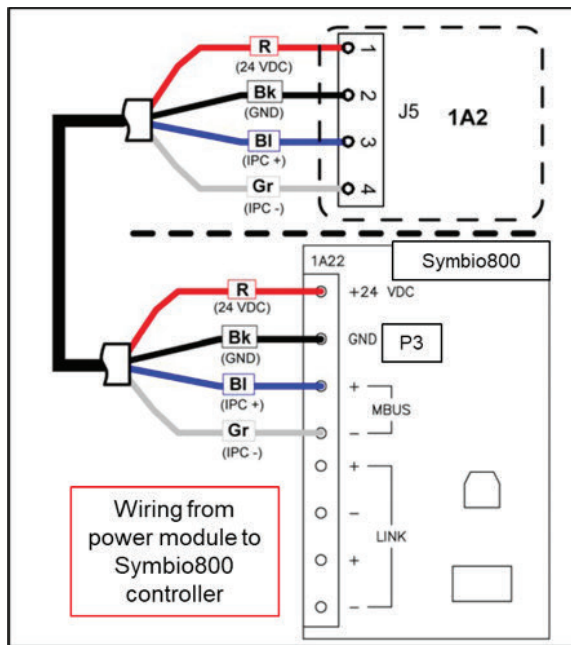 R
(24 VDC)
1
Bk
(GND)
2
J5 1A2
Bl
(IPC +)
3
Gr
(IPC -)
4
1A22
Symbio800
R
(24 VDC)
+24 VDC
Bk
(GND)
GND
P3
Bl
(IPC +)
+
MBUS
Gr
(IPC -)
-
+
-
LINK
+
-
Wiring from
power module to
Symbio800
controller